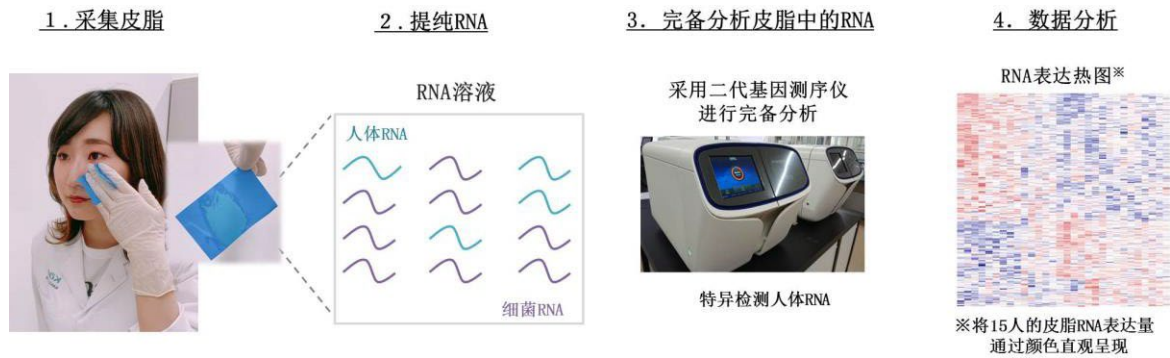 1.采集皮脂
2.提纯RNA
3. 完备分析皮脂中的RNA
4. 数据分析
RNA溶液
人体RNA
细菌RNA
采用二代基因测序仪
进行完备分析
特异检测人体RNA
RNA表达热图※
※将15人的皮脂RNA表达量
通过颜色直观呈现